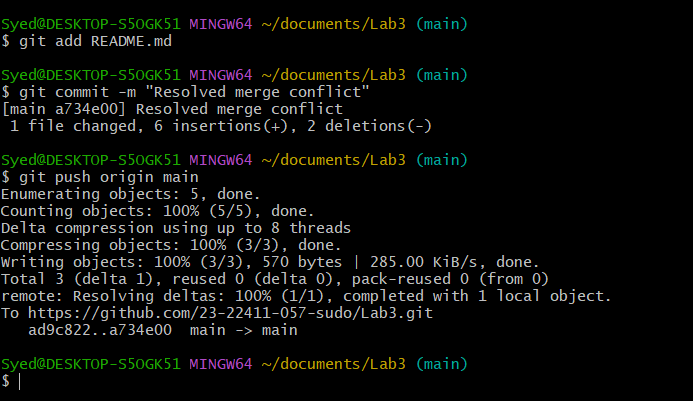 Syed@DESKTOP-S5OGK51 MINGW64 ~/documents/Lab3 (main)
$ git add README.md
Syed@DESKTOP-S5OGK51 MINGW64 ~/documents/Lab3 (main)
$ git commit -m "Resolved merge conflict"
[main a734e00] Resolved merge conflict
 1 file changed, 6 insertions(+), 2 deletions(-)
Syed@DESKTOP-S5OGK51 MINGW64 ~/documents/Lab3 (main)
$ git push origin main
Enumerating objects: 5, done.
Counting objects: 100% (5/5), done.
Delta compression using up to 8 threads
Compressing objects: 100% (3/3), done.
Writing objects: 100% (3/3), 570 bytes | 285.00 KiB/s, done.
Total 3 (delta 1), reused 0 (delta 0), pack-reused 0 (from 0)
remote: Resolving deltas: 100% (1/1), completed with 1 local object.
To https://github.com/23-22411-057-sudo/Lab3.git
   ad9c822..a734e00  main -> main
Syed@DESKTOP-S5OGK51 MINGW64 ~/documents/Lab3 (main)
$